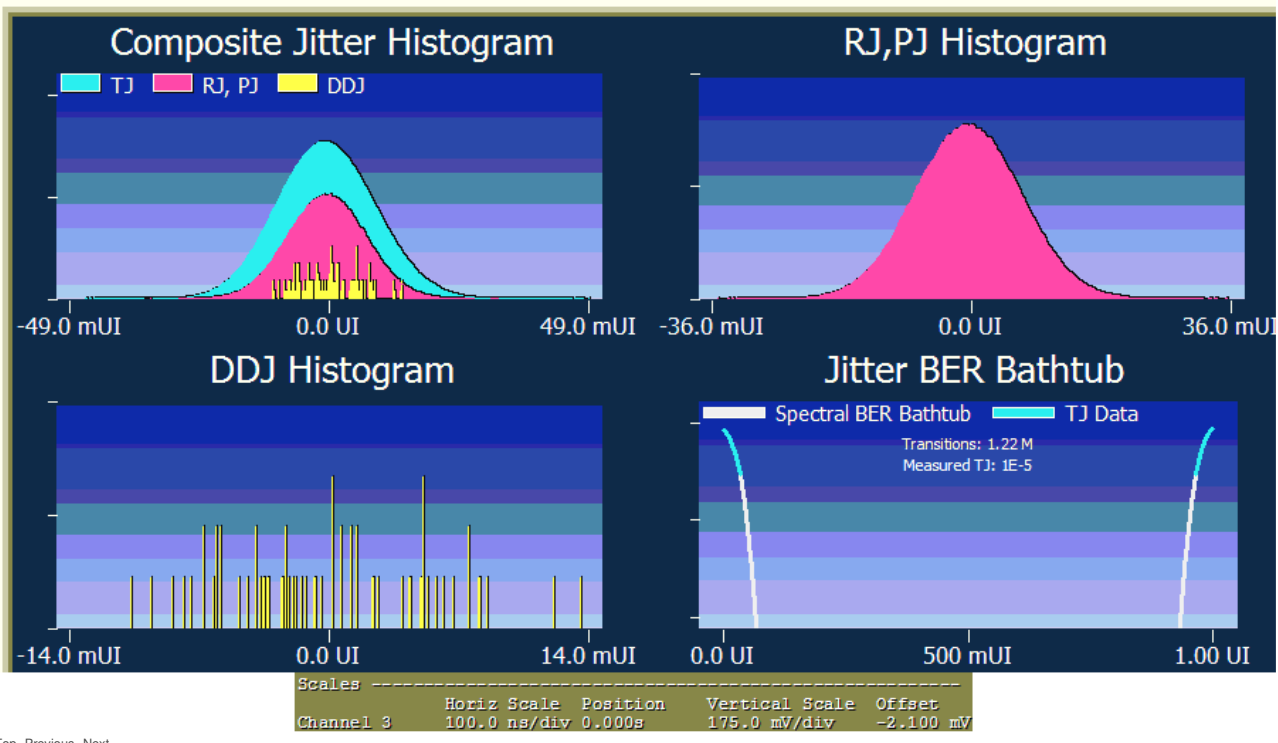 Composite Jitter Histogram
TJ RJ, PJ DDJ
-49.0 mUI 0.0 UI 49.0 mUI
RJ,PJ Histogram
-36.0 mUI 0.0 UI 36.0 mUI
DDJ Histogram
-14.0 mUI 0.0 UI 14.0 mUI
Jitter BER Bathtub
Spectral BER Bathtub TJ Data
Transitions: 1.22 M
Measured TJ: 1E-5
0.0 UI 500 mUI 1.00 UI
Scales
Horiz Scale Position Vertical Scale Offset
Channel 3 100.0 ns/div 0.000s 175.0 mV/div -2.100 mV
Previous Next